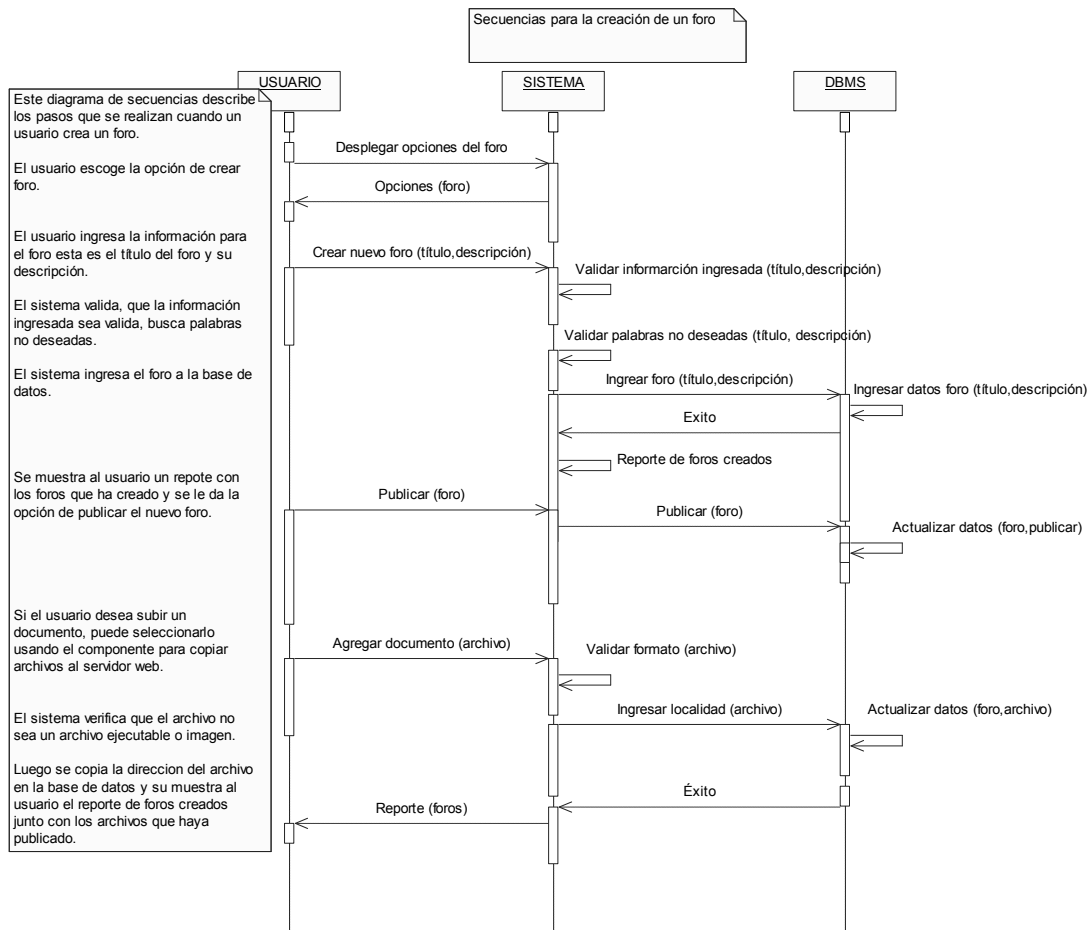 Secuencias para la creación de un foro
USUARIO
SISTEMA
DBMS
Este diagrama de secuencias describe
los pasos que se realizan cuando un
usuario crea un foro.
El usuario escoge la opción de crear
foro.
El usuario ingresa la información para
el foro esta es el título del foro y su
descripción.
El sistema valida, que la información
ingresada sea valida, busca palabras
no deseadas.
El sistema ingresa el foro a la base de
datos.
Se muestra al usuario un repote con
los foros que ha creado y se le da la
opción de publicar el nuevo foro.
Si el usuario desea subir un
documento, puede seleccionarlo
usando el componente para copiar
archivos al servidor web.
El sistema verifica que el archivo no
sea un archivo ejecutable o imagen.
Luego se copia la direccion del archivo
en la base de datos y su muestra al
usuario el reporte de foros creados
junto con los archivos que haya
publicado.
Desplegar opciones del foro
Opciones (foro)
Crear nuevo foro (título,descripción)
Validar informarción ingresada (título,descripción)
Validar palabras no deseadas (título, descripción)
Ingrear foro (título,descripción)
Ingresar datos foro (título,descripción)
Exito
Reporte de foros creados
Publicar (foro)
Publicar (foro)
Actualizar datos (foro,publicar)
Agregar documento (archivo)
Validar formato (archivo)
Ingresar localidad (archivo)
Actualizar datos (foro,archivo)
Éxito
Reporte (foros)